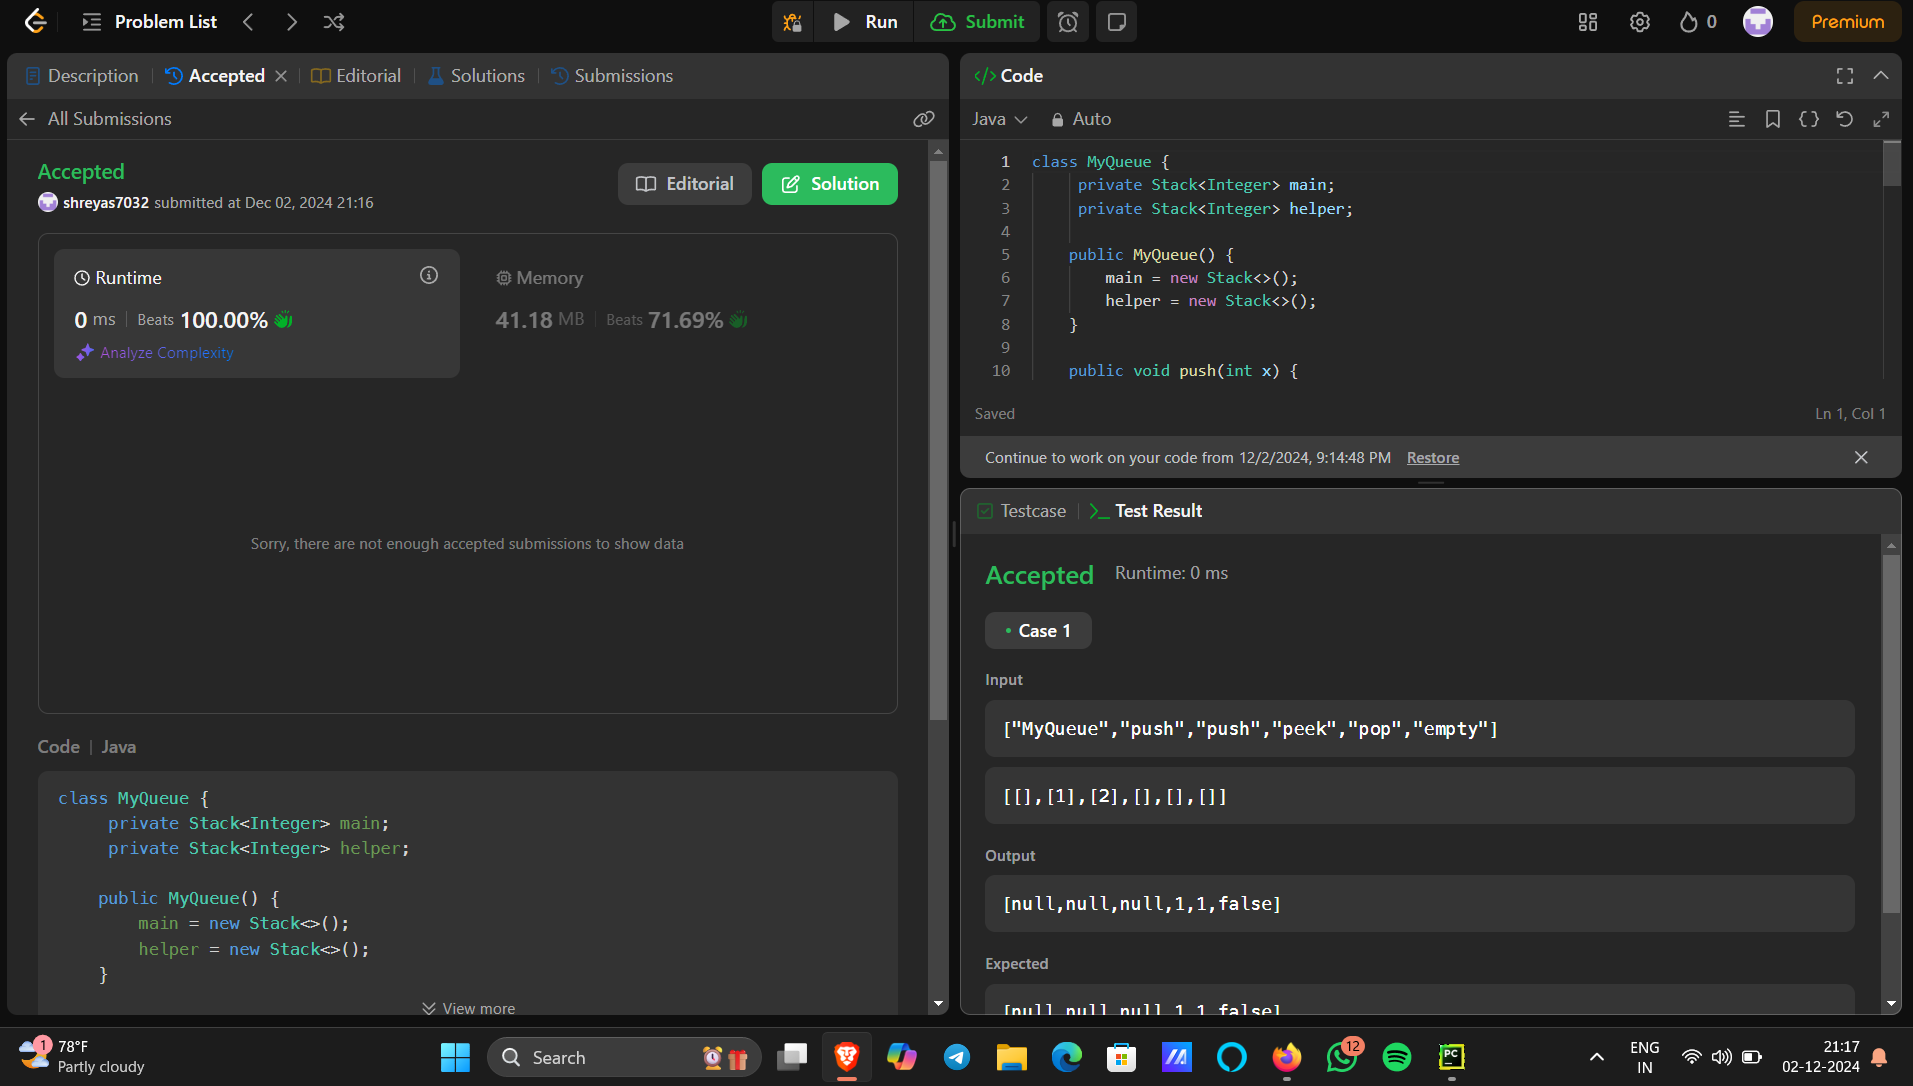 Problem List
Run
Submit
0
Premium
Description
Accepted
Editorial
Solutions
Submissions
All Submissions
Accepted
Editorial
Solution
shreyas7032 submitted at Dec 02, 2024 21:16
Runtime
0 ms | Beats 100.00%
Analyze Complexity
Memory
41.18 MB | Beats 71.69%
Sorry, there are not enough accepted submissions to show data
Code | Java
class MyQueue {
private Stack<Integer> main;
private Stack<Integer> helper;
public MyQueue() {
main = new Stack<>();
helper = new Stack<>();
}
View more
</> Code
Java
Auto
1 class MyQueue {
2 private Stack<Integer> main;
3 private Stack<Integer> helper;
4
5 public MyQueue() {
6 main = new Stack<>();
7 helper = new Stack<>();
8 }
9
10 public void push(int x) {
Saved
Ln 1, Col 1
Continue to work on your code from 12/2/2024, 9:14:48 PM Restore
Testcase
Test Result
Accepted
Runtime: 0 ms
Case 1
Input
["MyQueue","push","push","peek","pop","empty"]
[[],[1],[2],[],[],[]]
Output
[null,null,null,1,1,false]
Expected
[null,null,null,1,1,false]
1
78°F
Partly cloudy
Search
12
PC
ENG
IN
21:17
02-12-2024